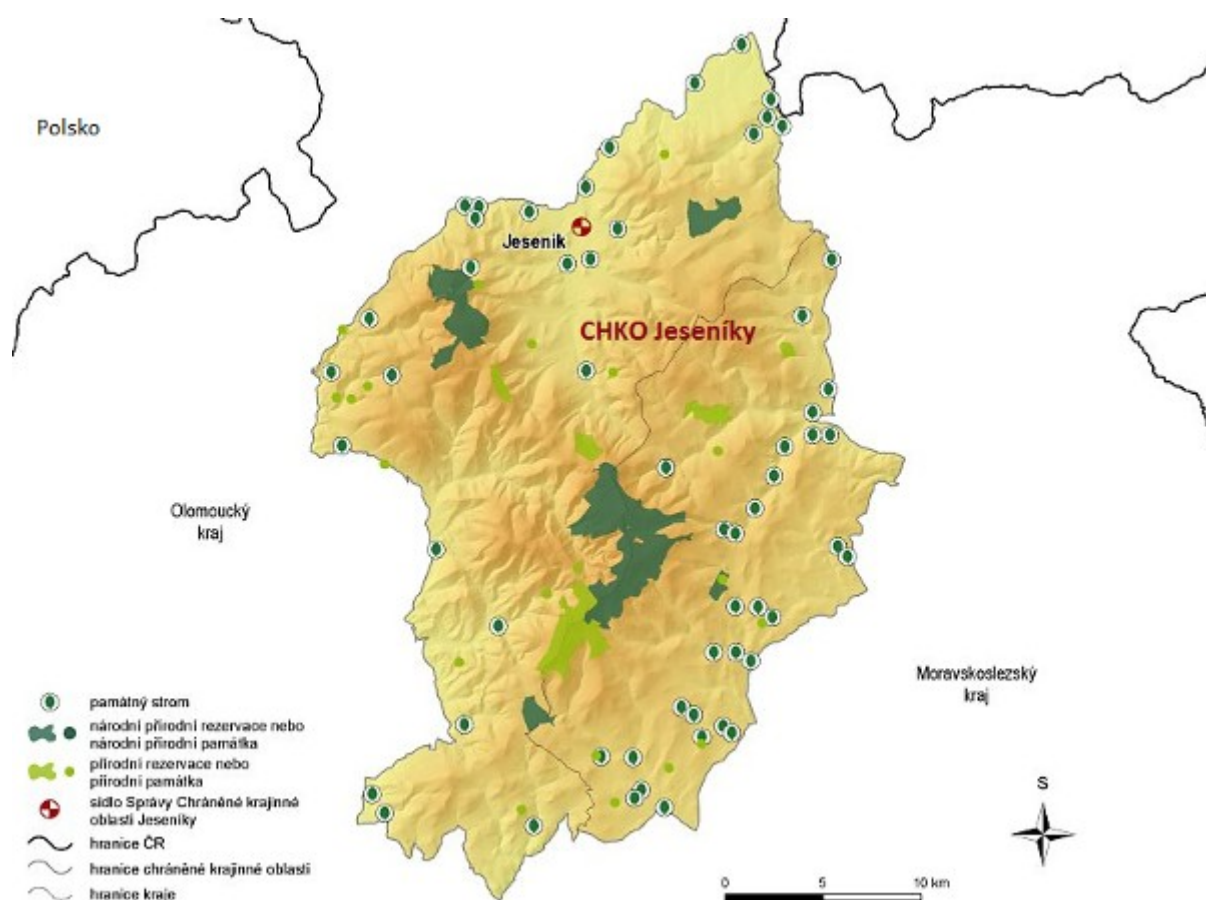 Polsko
Jeseník
CHKO Jeseníky
Olomoucký
kraj
Moravskoslezský
kraj
památný strom
národní přírodní rezervace nebo
národní přírodní památka
přírodní rezervace nebo
přírodní památka
sídlo Správy Chráněné krajinné
oblasti Jeseníky
hranice ČR
hranice chráněné krajinné oblasti
hranice kraje
S
0 5 10 km